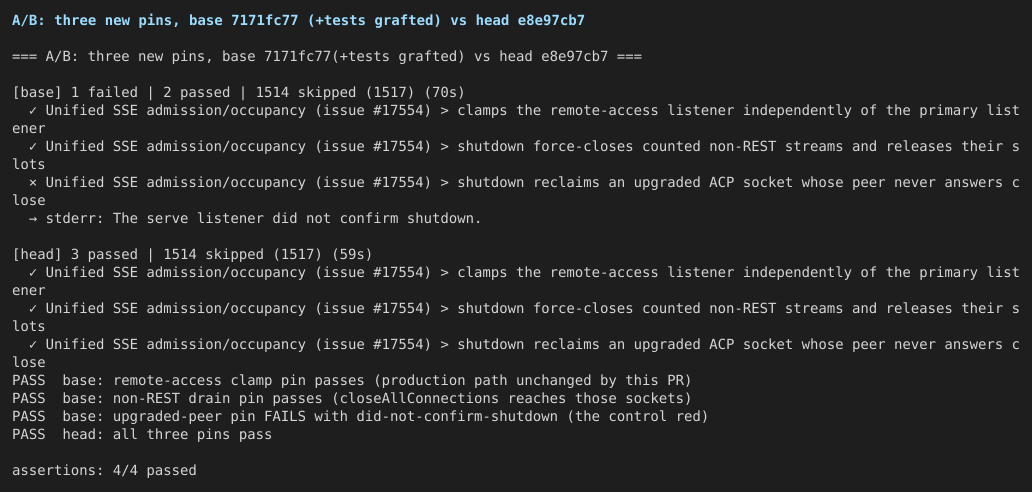 A/B: three new pins, base 7171fc77 (+tests grafted) vs head e8e97cb7
=== A/B: three new pins, base 7171fc77(+tests grafted) vs head e8e97cb7 ===
[base] 1 failed | 2 passed | 1514 skipped (1517) (70s)
✓ Unified SSE admission/occupancy (issue #17554) > clamps the remote-access listener independently of the primary list
ener
✓ Unified SSE admission/occupancy (issue #17554) > shutdown force-closes counted non-REST streams and releases their s
lots
× Unified SSE admission/occupancy (issue #17554) > shutdown reclaims an upgraded ACP socket whose peer never answers c
lose
→ stderr: The serve listener did not confirm shutdown.
[head] 3 passed | 1514 skipped (1517) (59s)
✓ Unified SSE admission/occupancy (issue #17554) > clamps the remote-access listener independently of the primary list
ener
✓ Unified SSE admission/occupancy (issue #17554) > shutdown force-closes counted non-REST streams and releases their s
lots
✓ Unified SSE admission/occupancy (issue #17554) > shutdown reclaims an upgraded ACP socket whose peer never answers c
lose
PASS  base: remote-access clamp pin passes (production path unchanged by this PR)
PASS  base: non-REST drain pin passes (closeAllConnections reaches those sockets)
PASS  base: upgraded-peer pin FAILS with did-not-confirm-shutdown (the control red)
PASS  head: all three pins pass
assertions: 4/4 passed